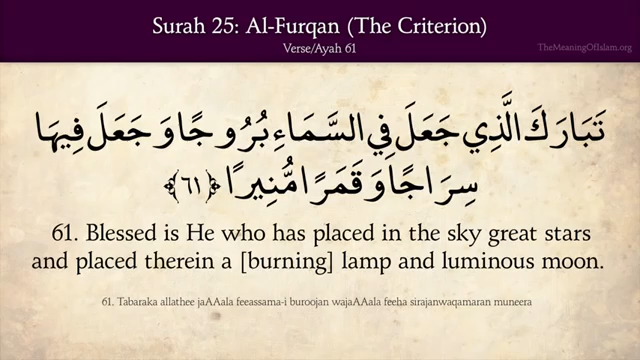 Surah 25: Al-Furqan (The Criterion)
Verse/Ayah 61
TheMeaningOfIslam.org
تَبَارَكَ الَّذِي جَعَلَ فِي السَّمَاءِ بُرُوجًا وَجَعَلَ فِيهَا
سِرَاجًا وَقَمَرًا مُّنِيرًا ﴿٦١﴾
61. Blessed is He who has placed in the sky great stars
and placed therein a [burning] lamp and luminous moon.
61. Tabaraka allathee jaAAala feeassama-i buroojan wajaAAala feeha sirajanwaqamaran muneera